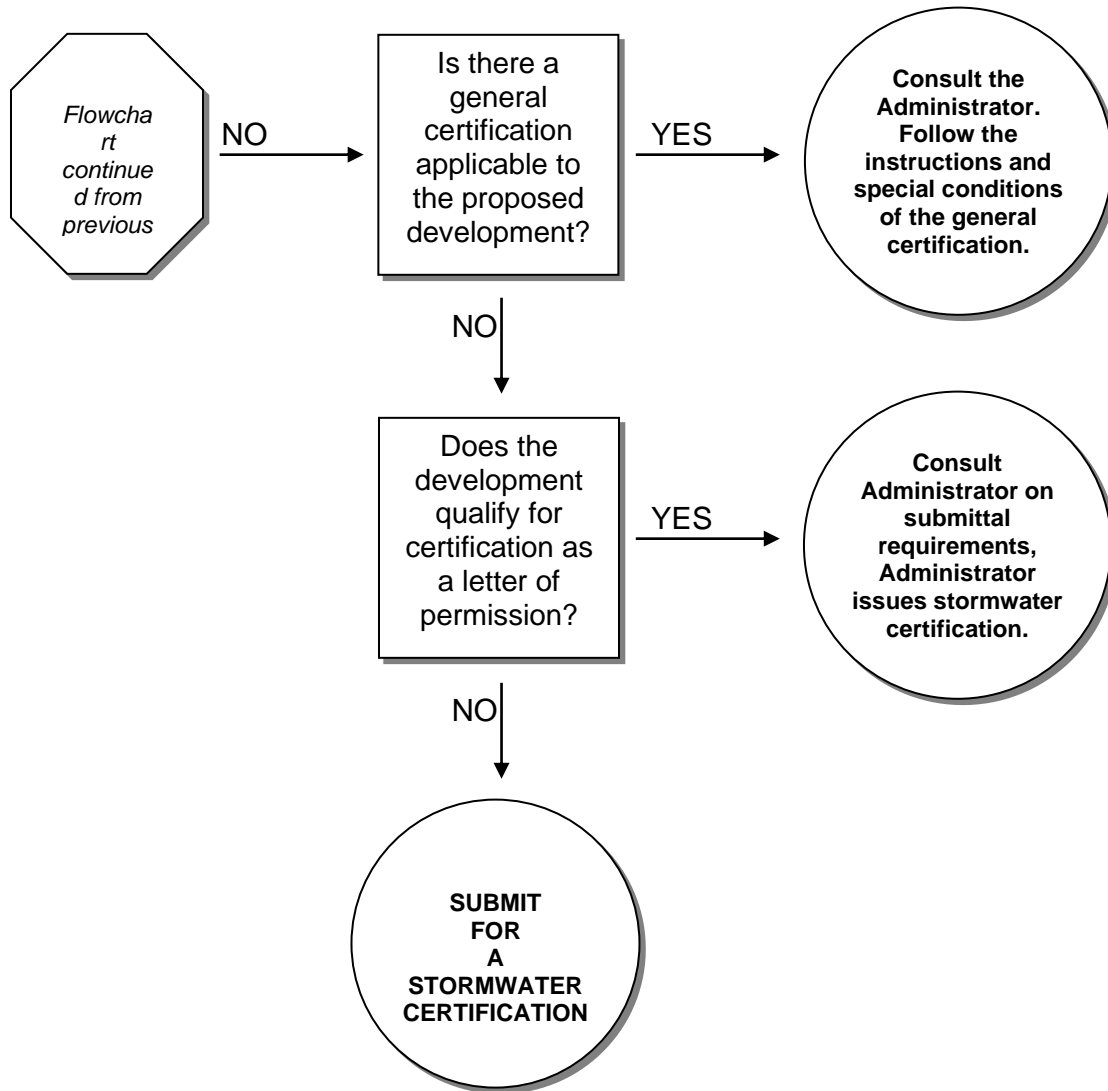 Flowcha
rt
continue
d from
previous
NO
Is there a
general
certification
applicable to
the proposed
development?
YES
Consult the
Administrator.
Follow the
instructions and
special conditions
of the general
certification.
NO
Does the
development
qualify for
certification as
a letter of
permission?
YES
Consult
Administrator on
submittal
requirements,
Administrator
issues stormwater
certification.
NO
SUBMIT
FOR
A
STORMWATER
CERTIFICATION